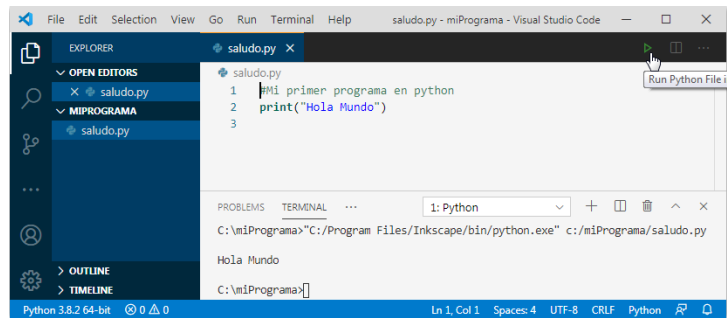 File Edit Selection View Go Run Terminal Help saludo.py - miPrograma - Visual Studio Code
EXPLORER
OPEN EDITORS
saludo.py
MIPROGRAMA
saludo.py
OUTLINE
TIMELINE
saludo.py
Run Python File i
saludo.py
1 #Mi primer programa en python
2 print("Hola Mundo")
3
PROBLEMS TERMINAL ··· 1: Python
C:\miPrograma>"C:/Program Files/Inkscape/bin/python.exe" c:/miPrograma/saludo.py
Hola Mundo
C:\miPrograma>
Python 3.8.2 64-bit 0 0 Ln 1, Col 1 Spaces: 4 UTF-8 CRLF Python